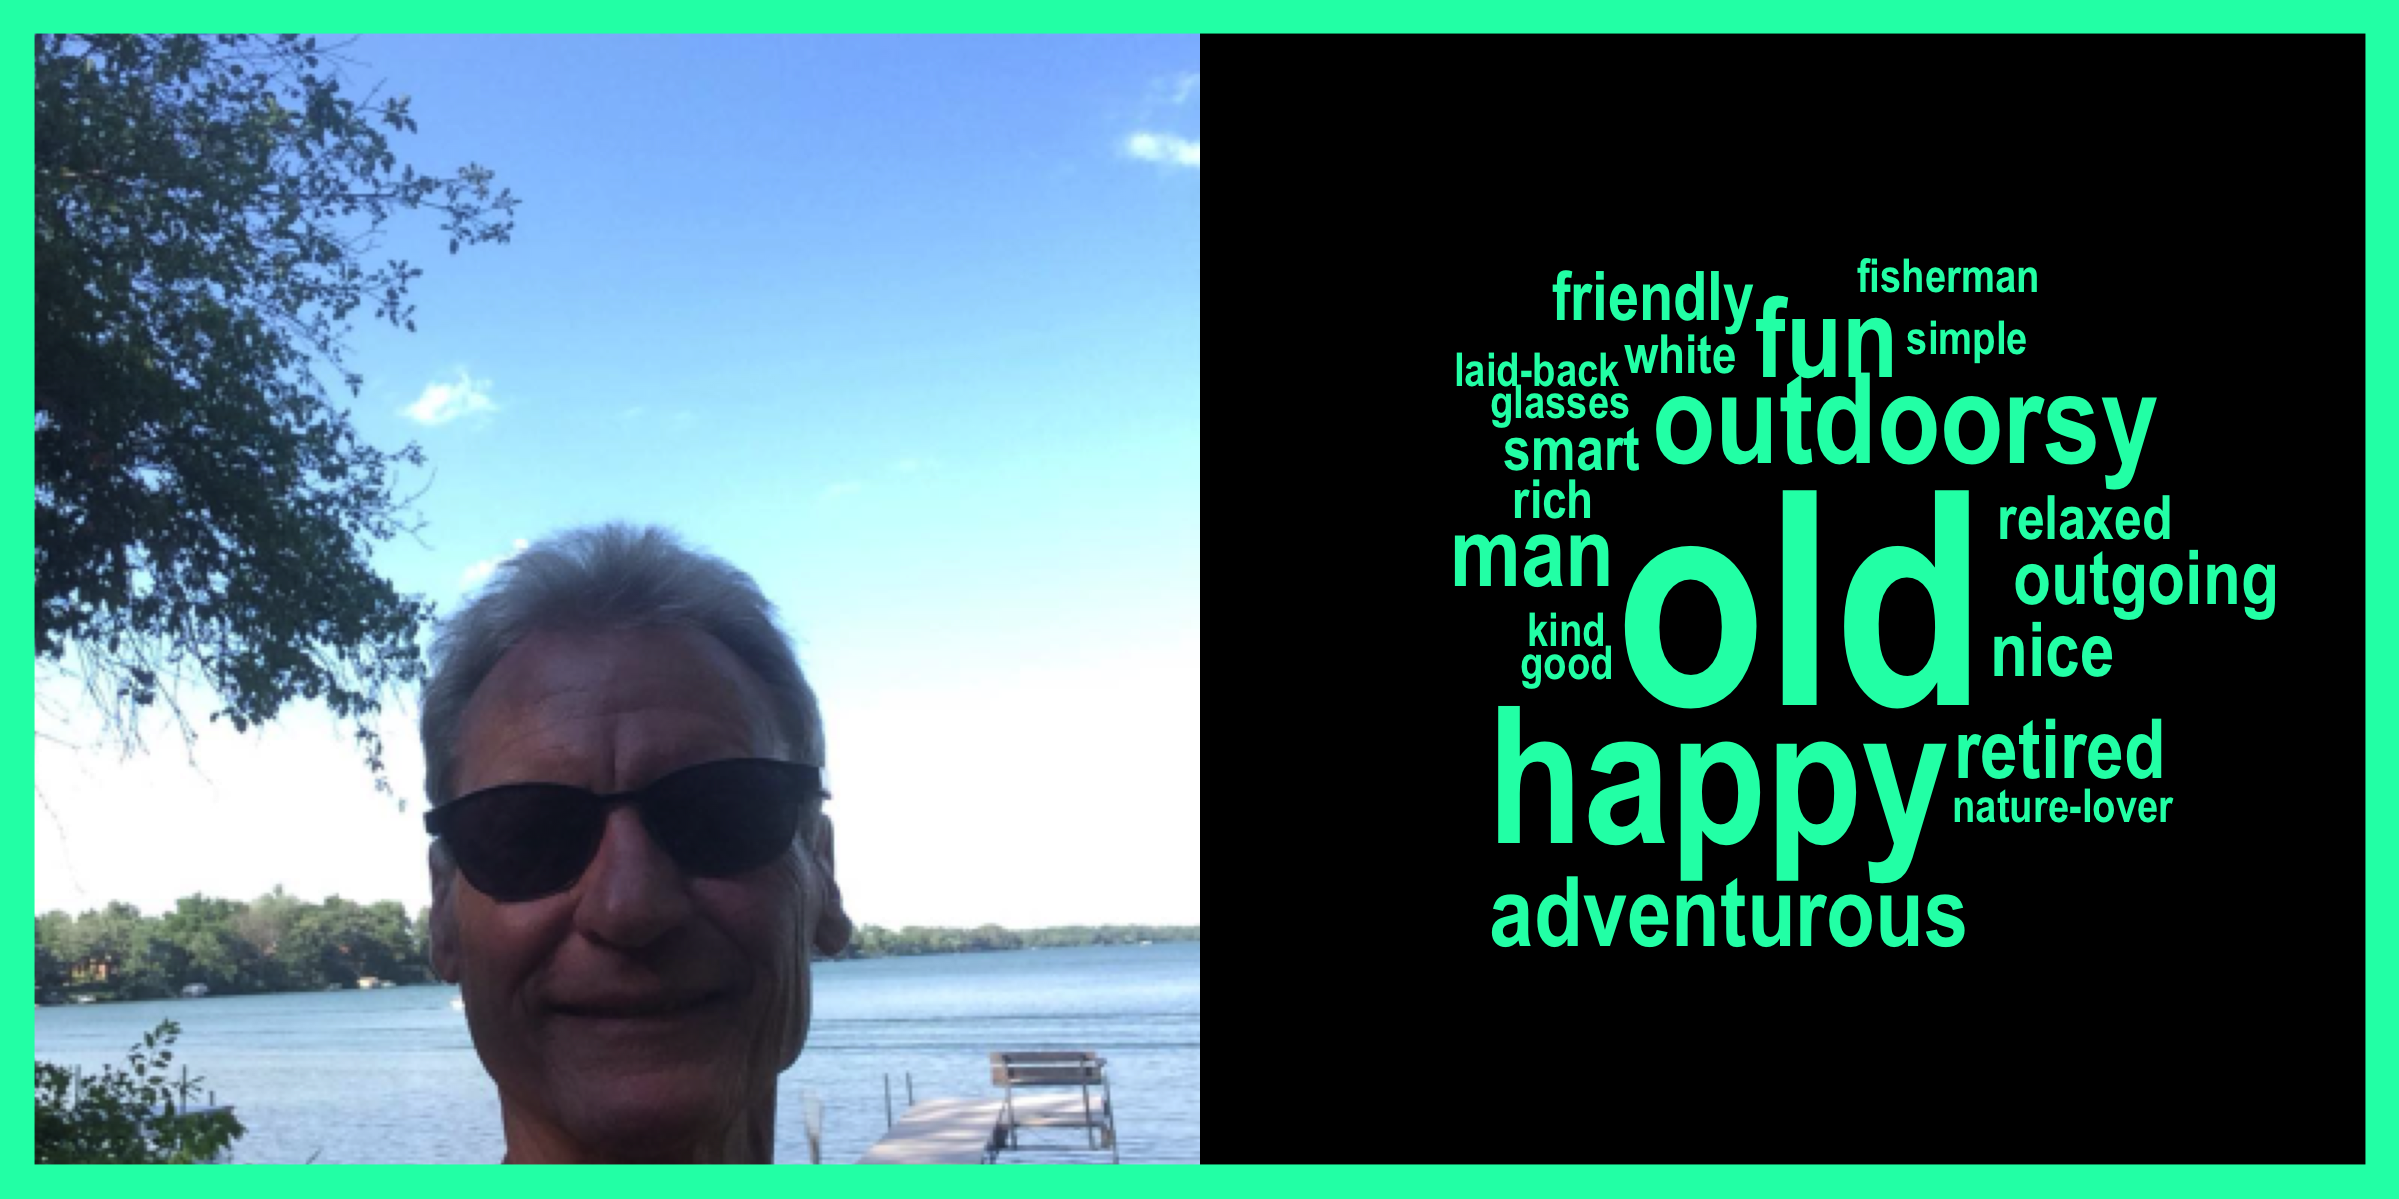 fisherman
friendly
fun
simple
white
laid-back
glasses
outdoorsy
smart
rich
relaxed
man
old
outgoing
kind
nice
good
happy
retired
nature-lover
adventurous